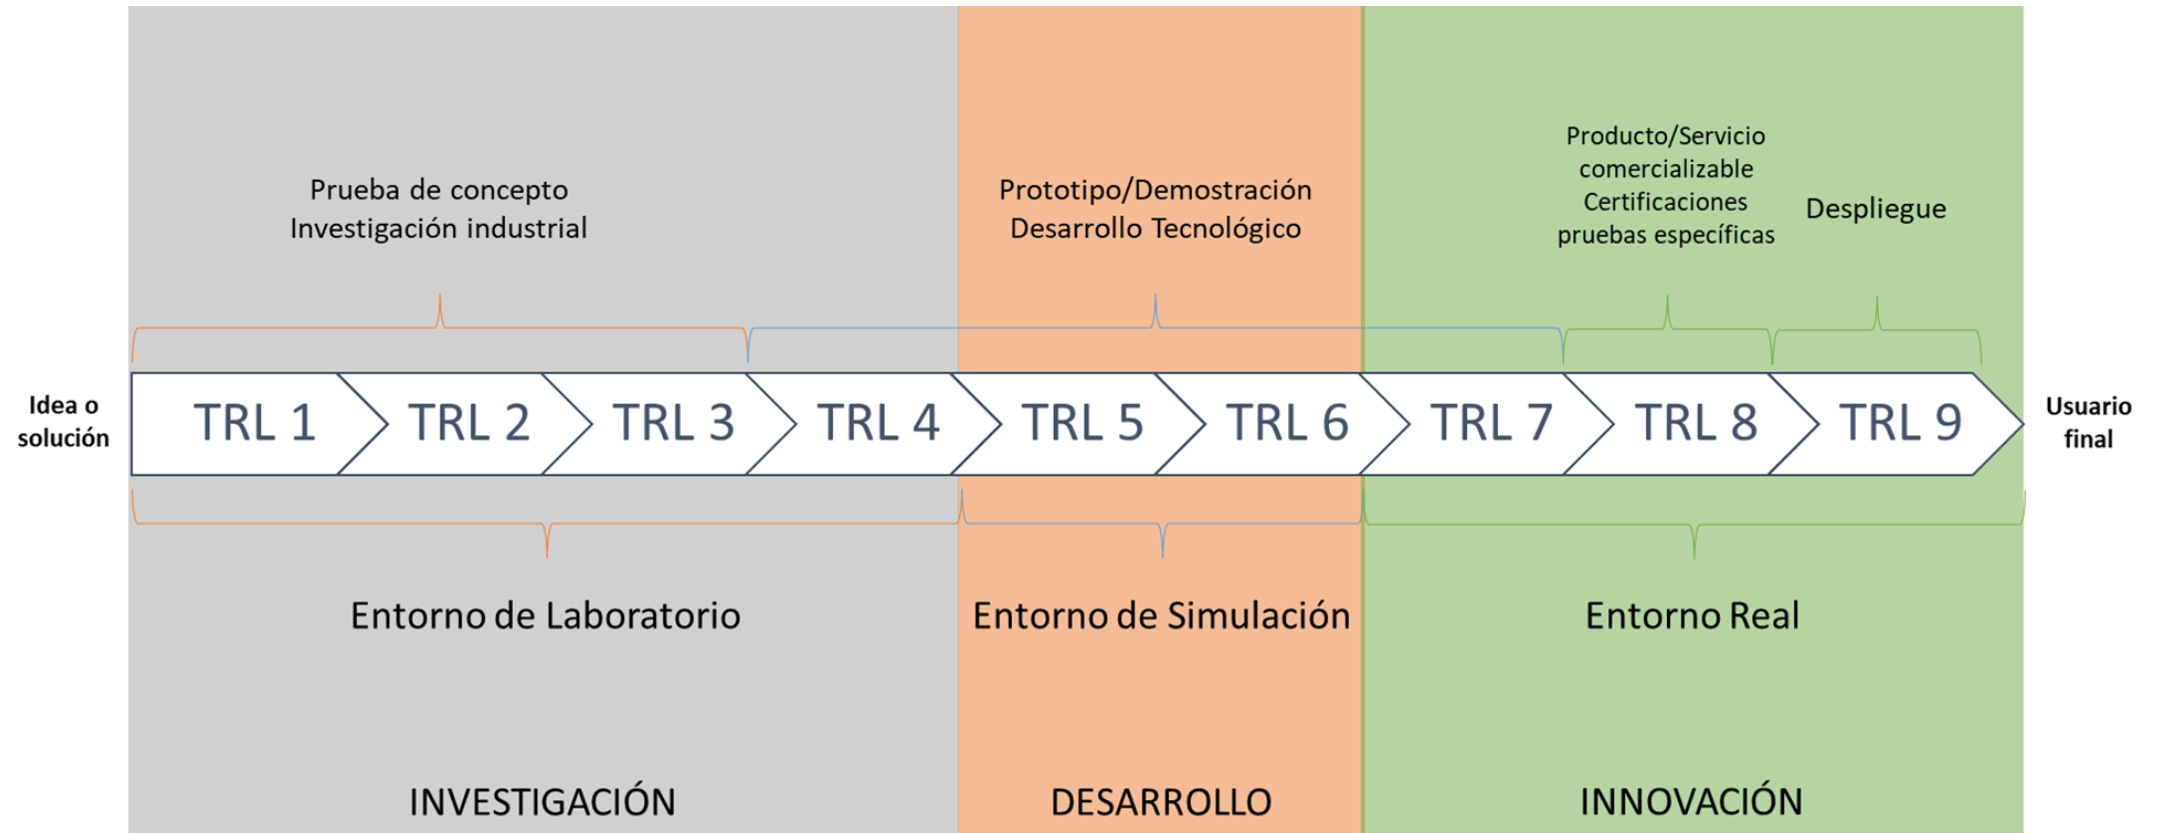 Prueba de concepto
Investigación industrial
Prototipo/Demostración
Desarrollo Tecnológico
Producto/Servicio
comercializable
Certificaciones
pruebas específicas
Despliegue
Idea o
solución
TRL 1
TRL 2
TRL 3
TRL 4
TRL 5
TRL 6
TRL 7
TRL 8
TRL 9
Usuario
final
Entorno de Laboratorio
Entorno de Simulación
Entorno Real
INVESTIGACIÓN
DESARROLLO
INNOVACIÓN